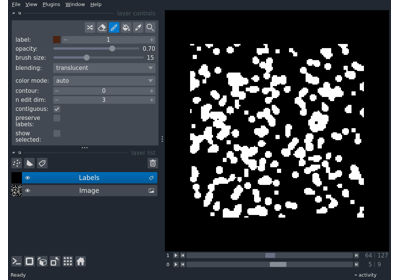 File View Plugins Window Help
layer controls
label: 1
opacity: 0.70
brush size: 15
blending: translucent
color mode: auto
contour: 0
n edit dim: 3
contiguous:
preserve
labels:
show
selected:
layer list
Labels
Image
1 64 127
0 5 9
Ready
activity